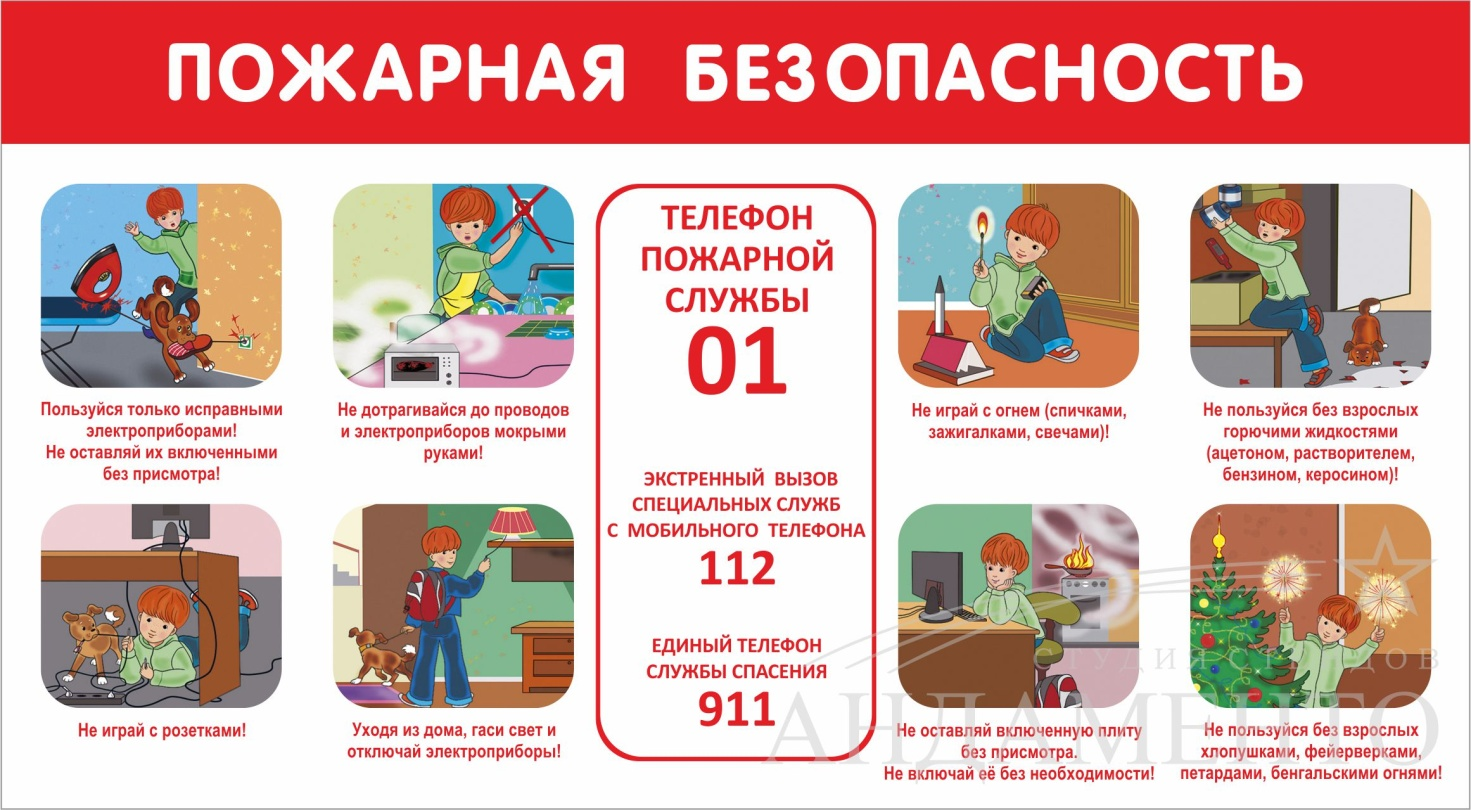 ПОЖАРНАЯ БЕЗОПАСНОСТЬ
Пользуйся только исправными
электроприборами!
Не оставляй их включенными
без присмотра!
Не дотрагивайся до проводов
и электроприборов мокрыми
руками!
ТЕЛЕФОН
ПОЖАРНОЙ
СЛУЖБЫ
01
ЭКСТРЕННЫЙ ВЫЗОВ
СПЕЦИАЛЬНЫХ СЛУЖБ
С МОБИЛЬНОГО ТЕЛЕФОНА
112
ЕДИНЫЙ ТЕЛЕФОН
СЛУЖБЫ СПАСЕНИЯ
911
Не играй с огнем (спичками,
зажигалками, свечами)!
Не пользуйся без взрослых
горючими жидкостями
(ацетоном, растворителем,
бензином, керосином)!
Не играй с розетками!
Уходя из дома, гаси свет и
отключай электроприборы!
Не оставляй включенную плиту
без присмотра.
Не включай её без необходимости!
Не пользуйся без взрослых
хлопушками, фейерверками,
петардами, бенгальскими огнями!
СТУДИЯ СТЕНДОВ
АНДАМЕНТО